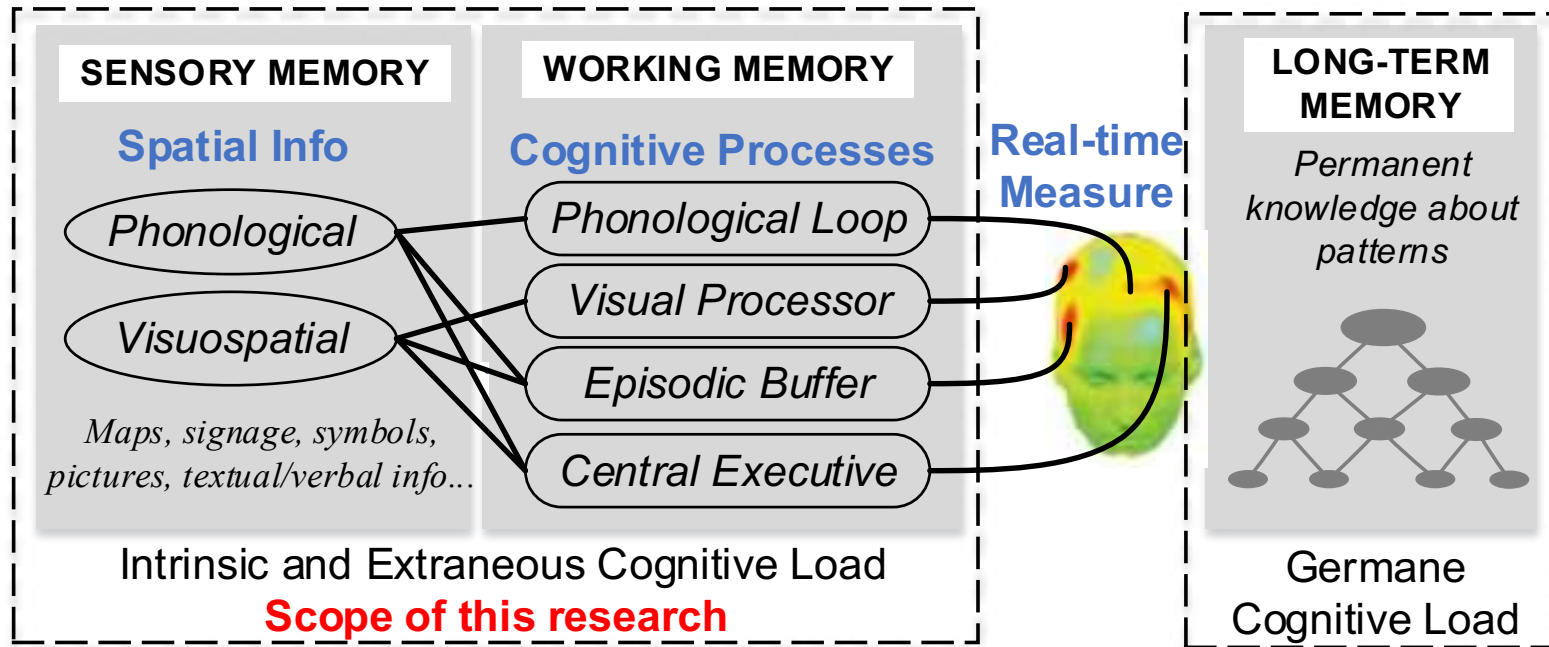 SENSORY MEMORY
Spatial Info
Phonological
Visuospatial
Maps, signage, symbols,
pictures, textual/verbal info...
WORKING MEMORY
Cognitive Processes
Phonological Loop
Visual Processor
Episodic Buffer
Central Executive
Intrinsic and Extraneous Cognitive Load
Scope of this research
Real-time
Measure
LONG-TERM
MEMORY
Permanent
knowledge about
patterns
Germane
Cognitive Load